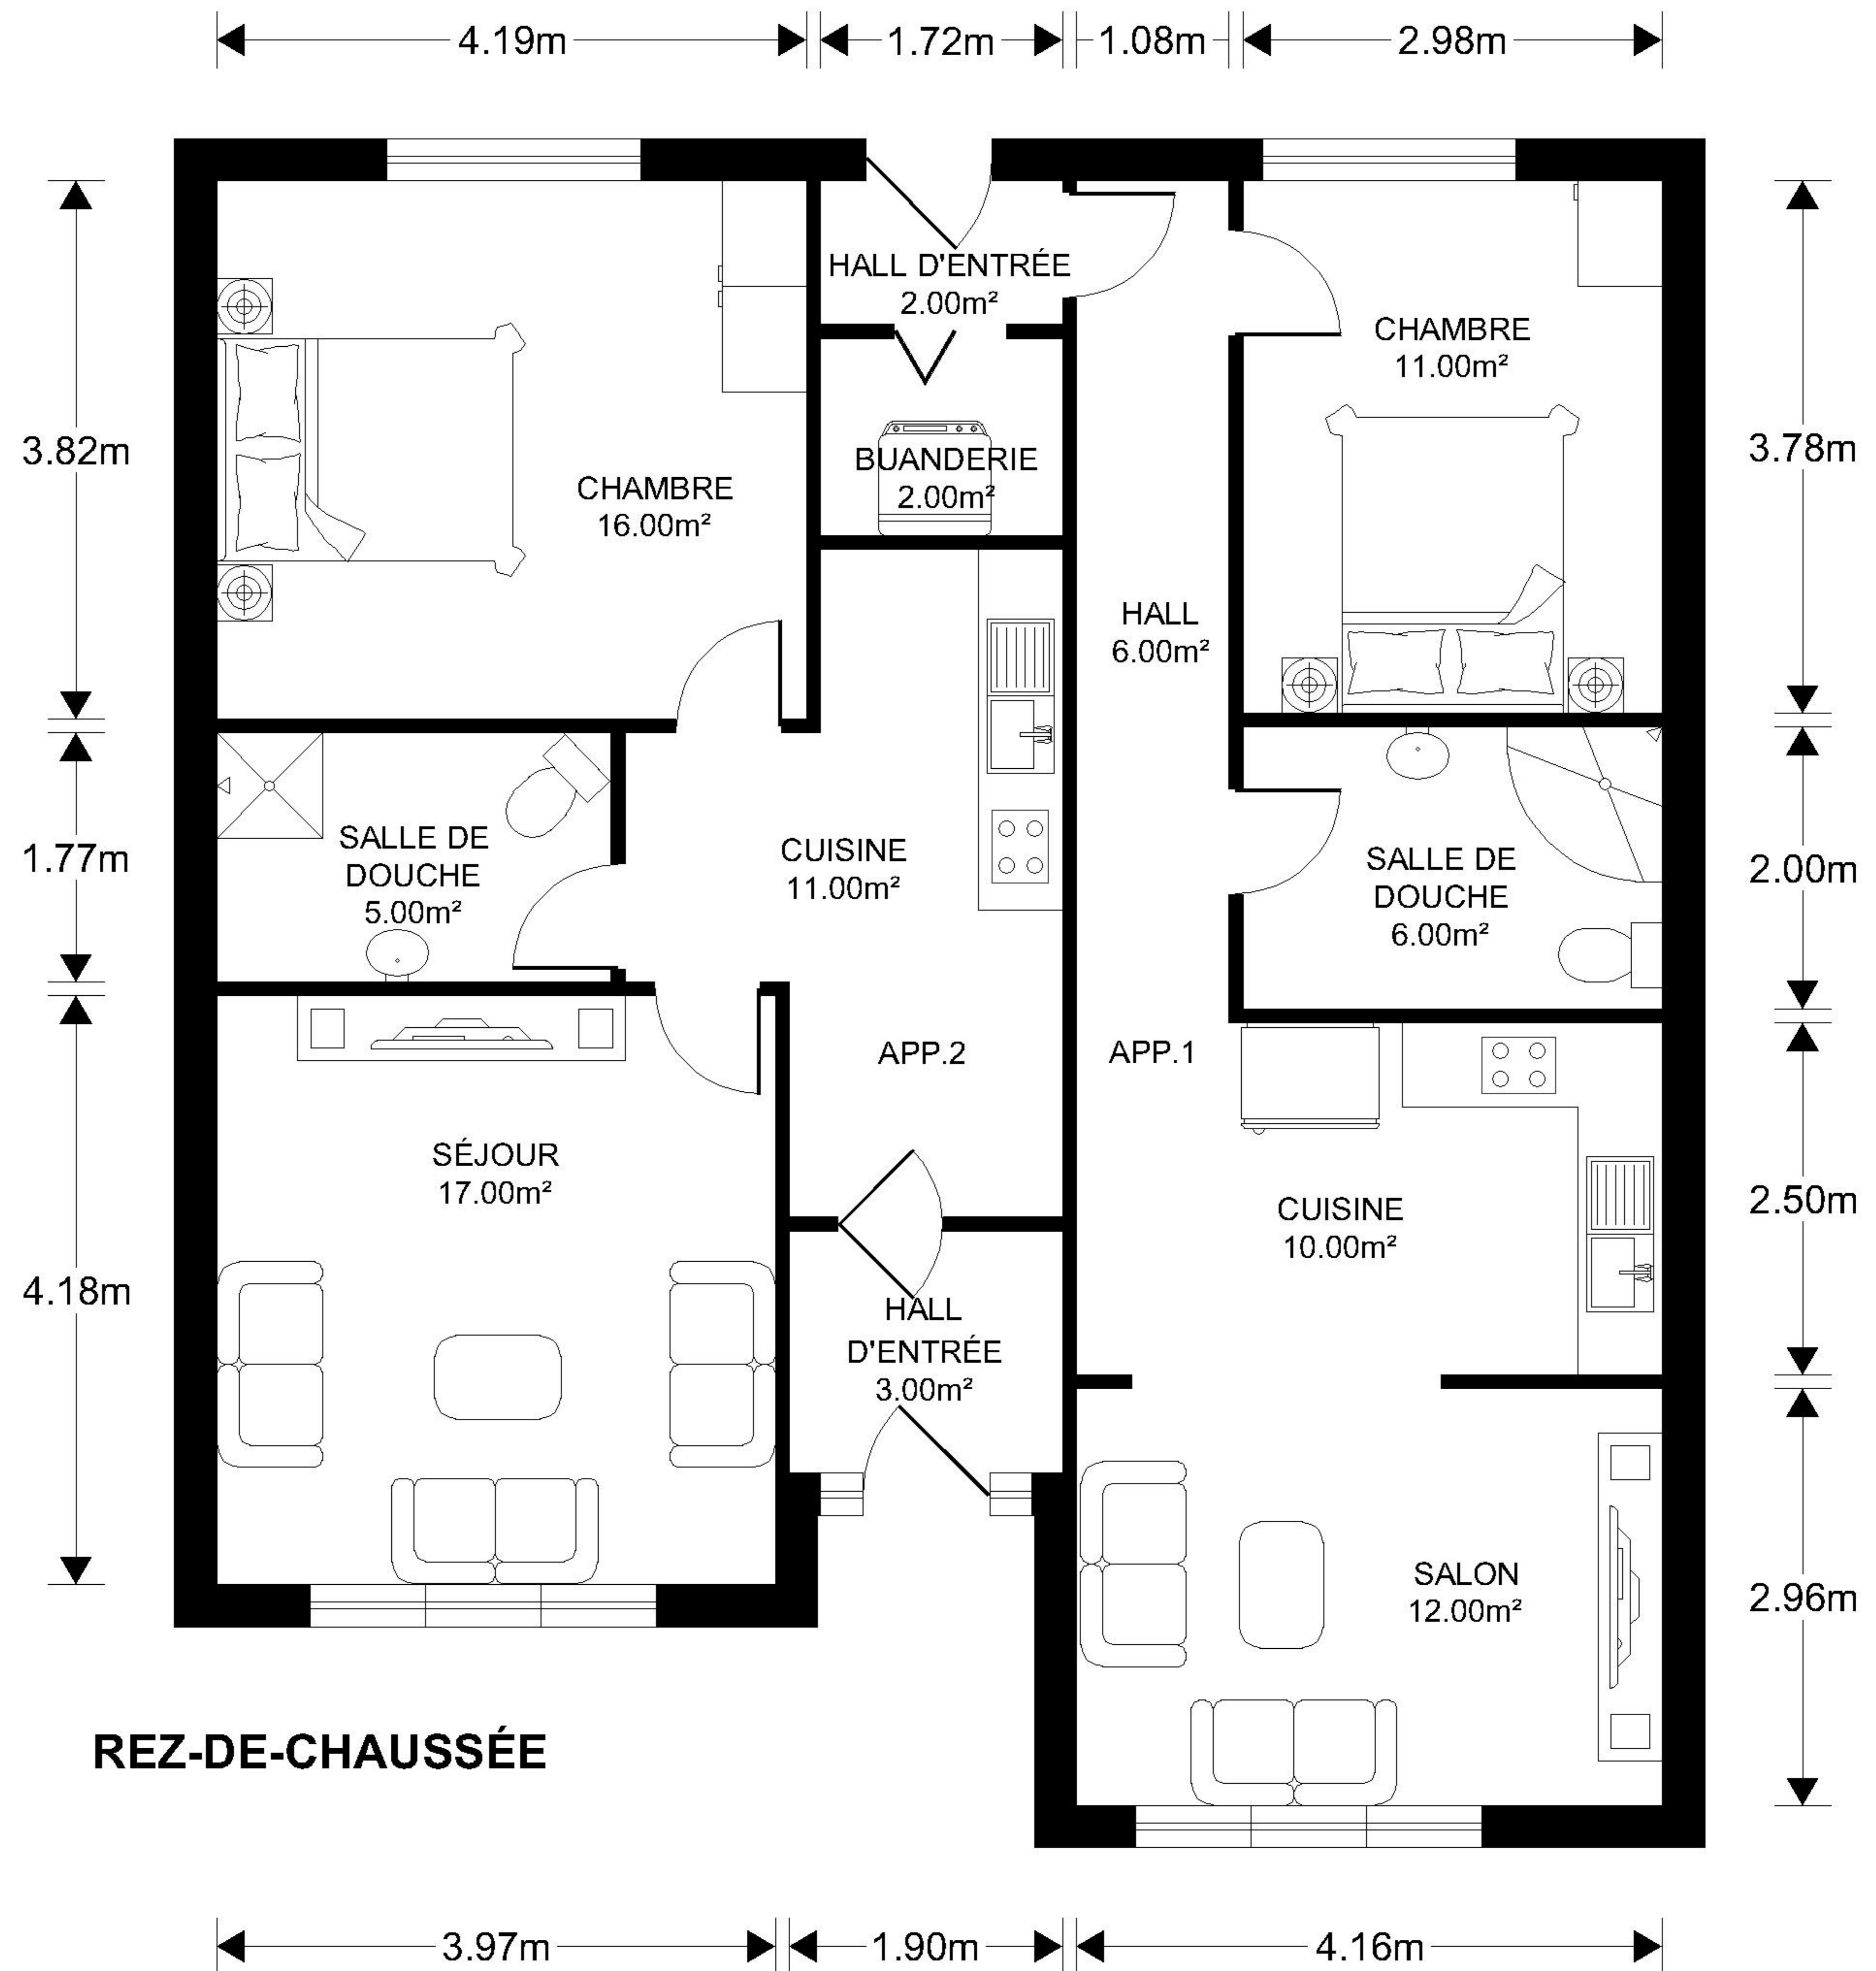 4.19m
1.72m
1.08m
2.98m
HALL D'ENTRÉE
2.00m²
CHAMBRE
11.00m²
3.82m
3.78m
BUANDERIE
2.00m²
CHAMBRE
16.00m²
HALL
6.00m²
1.77m
SALLE DE
DOUCHE
5.00m²
CUISINE
11.00m²
SALLE DE
DOUCHE
6.00m²
2.00m
APP.2
APP.1
SÉJOUR
17.00m²
CUISINE
10.00m²
2.50m
4.18m
HALL
D'ENTRÉE
3.00m²
SALON
12.00m²
2.96m
REZ-DE-CHAUSSÉE
3.97m
1.90m
4.16m